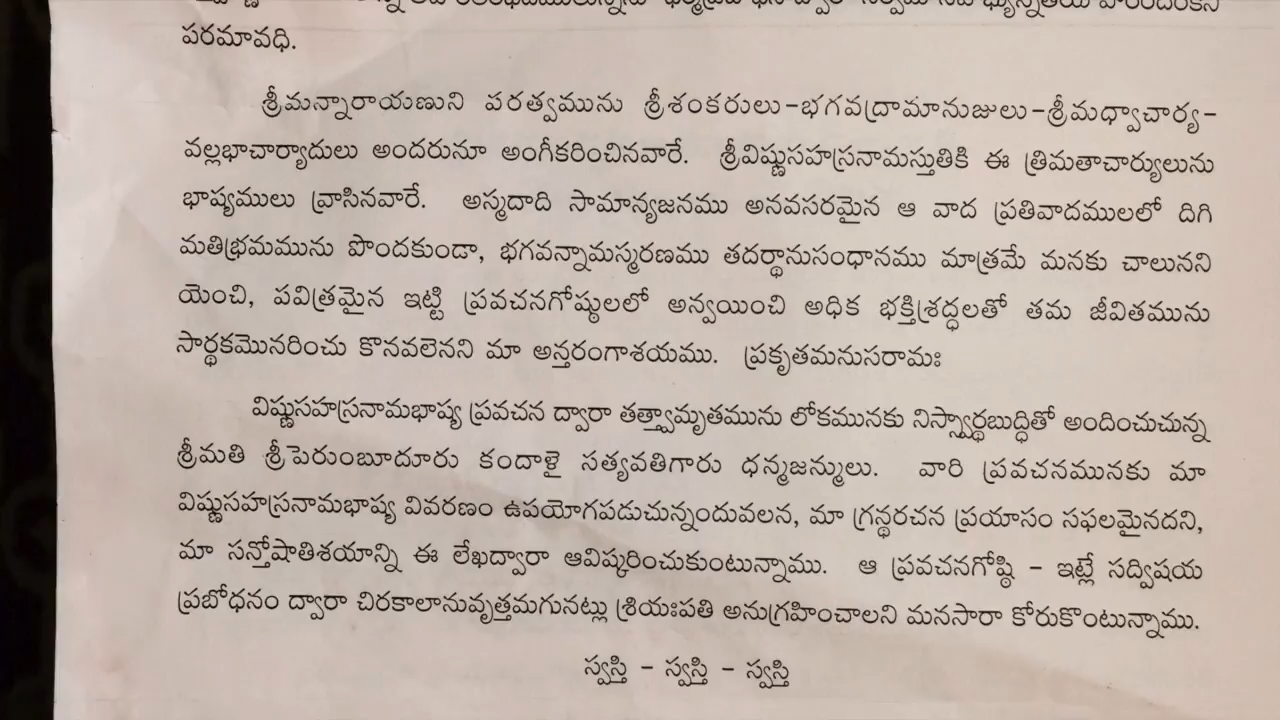 పరమావధి.
శ్రీమన్నారాయణుని పరత్వమును శ్రీశంకరులు-భగవద్రామానుజులు-శ్రీమధ్వాచార్య-
వల్లభాచార్యాదులు అందరునూ అంగీకరించినవారే. శ్రీవిష్ణుసహస్రనామస్తుతికి ఈ త్రిమతాచార్యులును
భాష్యములు వ్రాసినవారే. అస్మదాది సామాన్యజనము అనవసరమైన ఆ వాద ప్రతివాదములలో దిగి
మతిభ్రమమును పొందకుండా, భగవన్నామస్మరణము తదర్థానుసంధానము మాత్రమే మనకు చాలునని
యెంచి, పవిత్రమైన ఇట్టి ప్రవచనగోష్ఠులలో అన్వయించి అధిక భక్తిశ్రద్ధలతో తమ జీవితమును
సార్థకమొనరించు కొనవలెనని మా అన్తరంగాశయము. ప్రకృతమనుసరామః
విష్ణుసహస్రనామభాష్య ప్రవచన ద్వారా తత్త్వామృతమును లోకమునకు నిస్స్వార్థబుద్ధితో అందించుచున్న
శ్రీమతి శ్రీపెరుంబూదూరు కందాళై సత్యవతిగారు ధన్మజన్ములు. వారి ప్రవచనమునకు మా
విష్ణుసహస్రనామభాష్య వివరణం ఉపయోగపడుచున్నందువలన, మా గ్రన్థరచన ప్రయాసం సఫలమైనదని,
మా సన్తోషాతిశయాన్ని ఈ లేఖద్వారా ఆవిష్కరించుకుంటున్నాము. ఆ ప్రవచనగోష్ఠి - ఇట్లే సద్విషయ
ప్రబోధనం ద్వారా చిరకాలానువృత్తమగునట్లు శ్రియఃపతి అనుగ్రహించాలని మనసారా కోరుకొంటున్నాము.
స్వస్తి - స్వస్తి - స్వస్తి